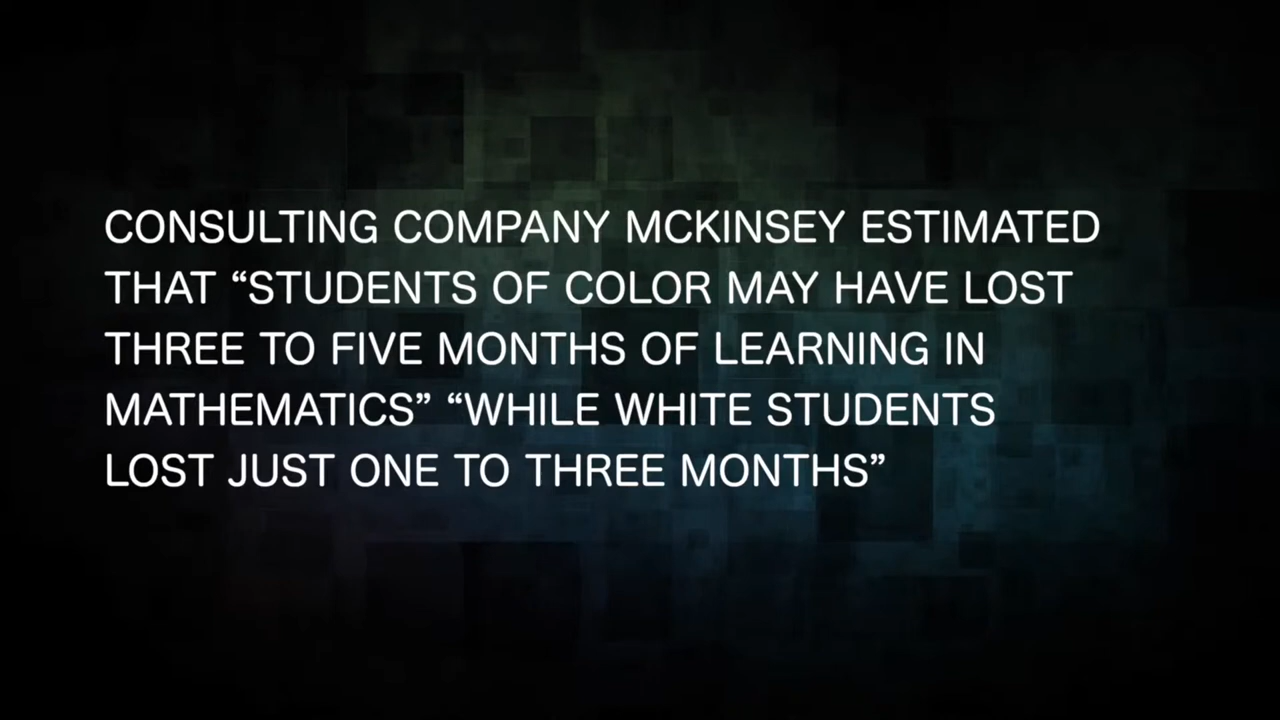 CONSULTING COMPANY MCKINSEY ESTIMATED
THAT “STUDENTS OF COLOR MAY HAVE LOST
THREE TO FIVE MONTHS OF LEARNING IN
MATHEMATICS” “WHILE WHITE STUDENTS
LOST JUST ONE TO THREE MONTHS”